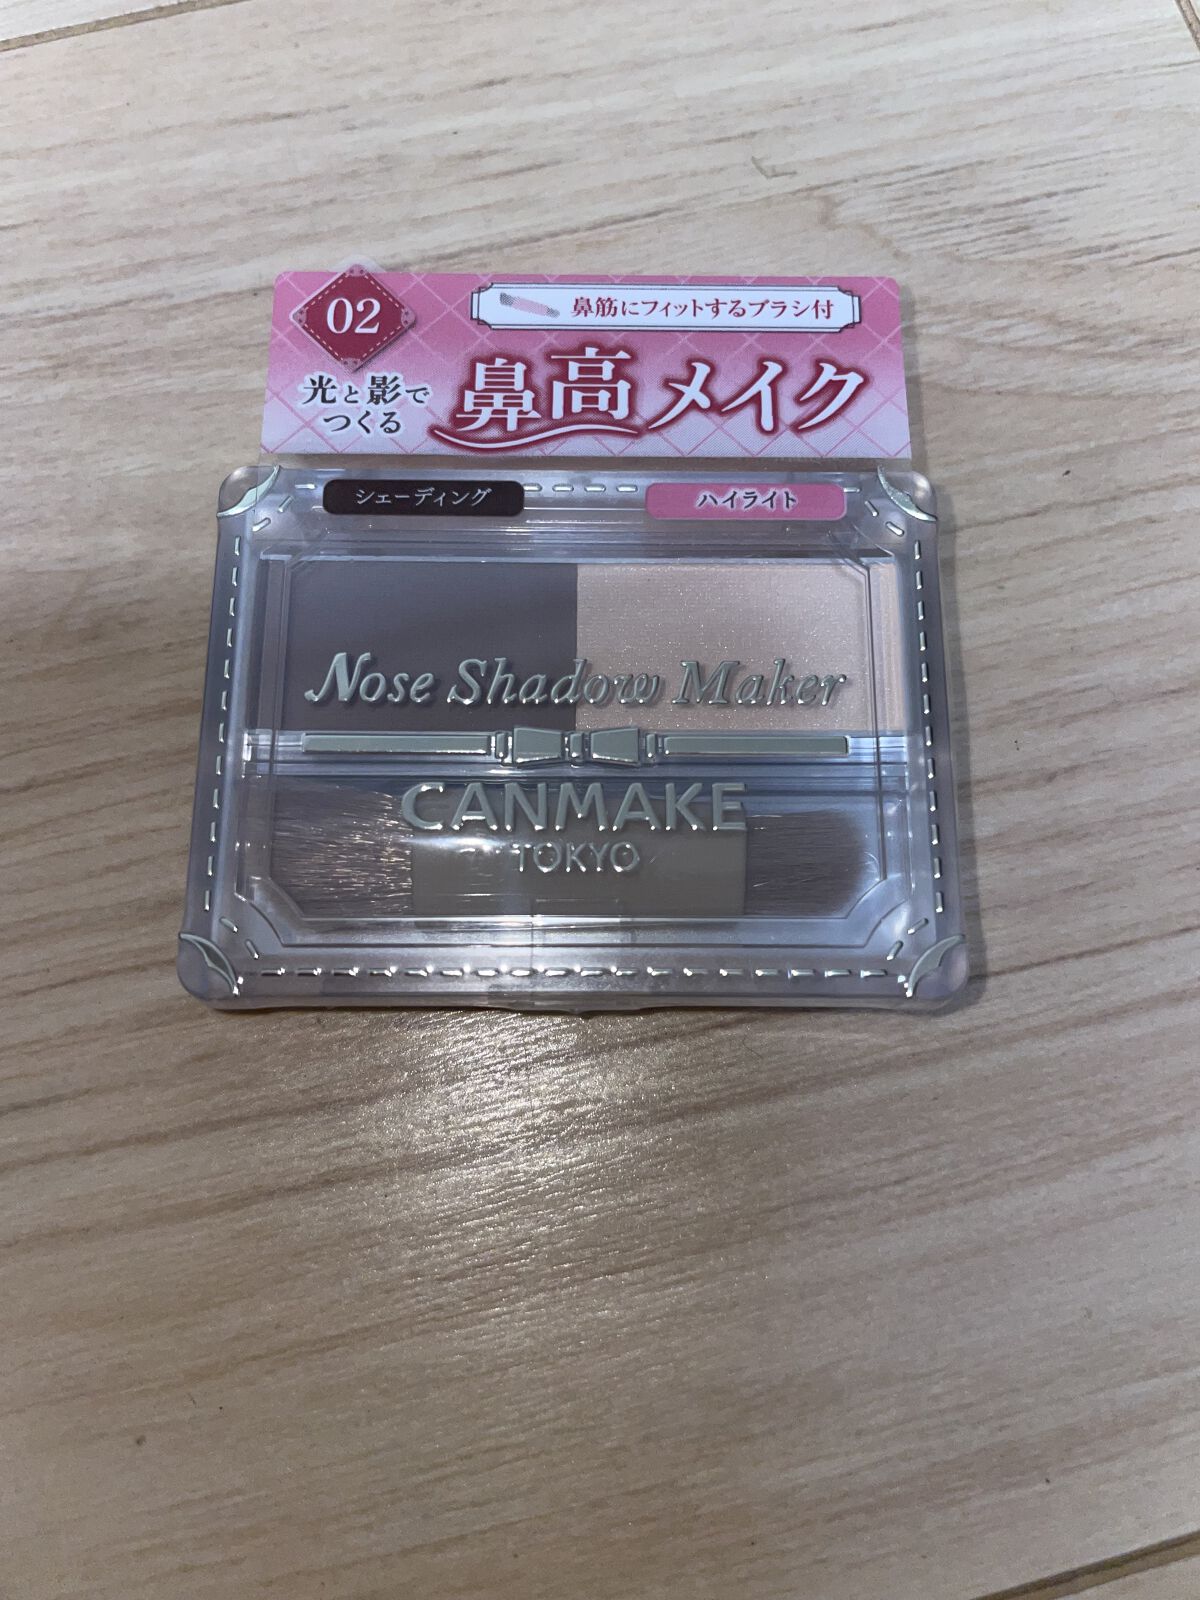 02
鼻筋にフィットするブラシ付
光と影で
つくる
鼻高メイク
シェーディング
ハイライト
Nose Shadow Maker
CANMAKE
TOKYO